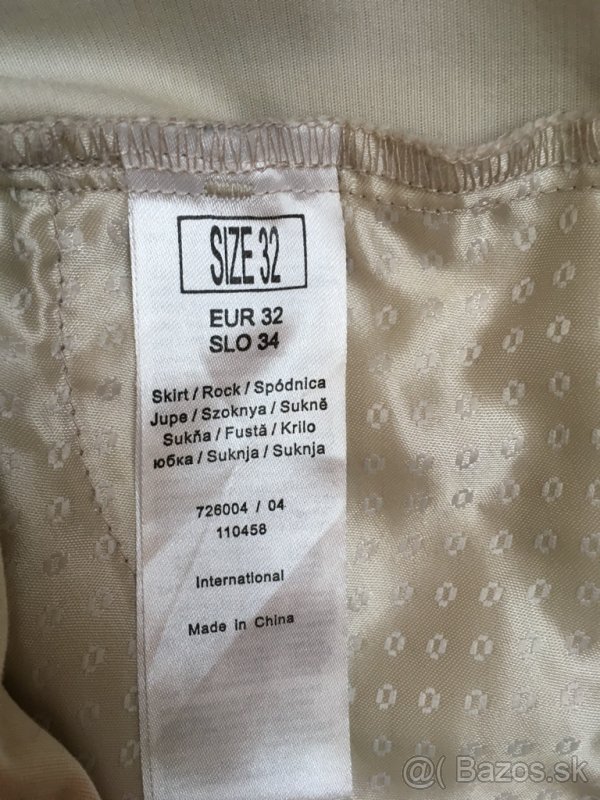 SIZE 32
EUR 32
SLO 34
Skirt / Rock / Spódnica
Jupe / Szoknya / Sukně
Sukňa / Fustă / Krilo
юбка / Suknja / Suknja
726004 / 04
110458
International
Made in China
@( Bazos.sk